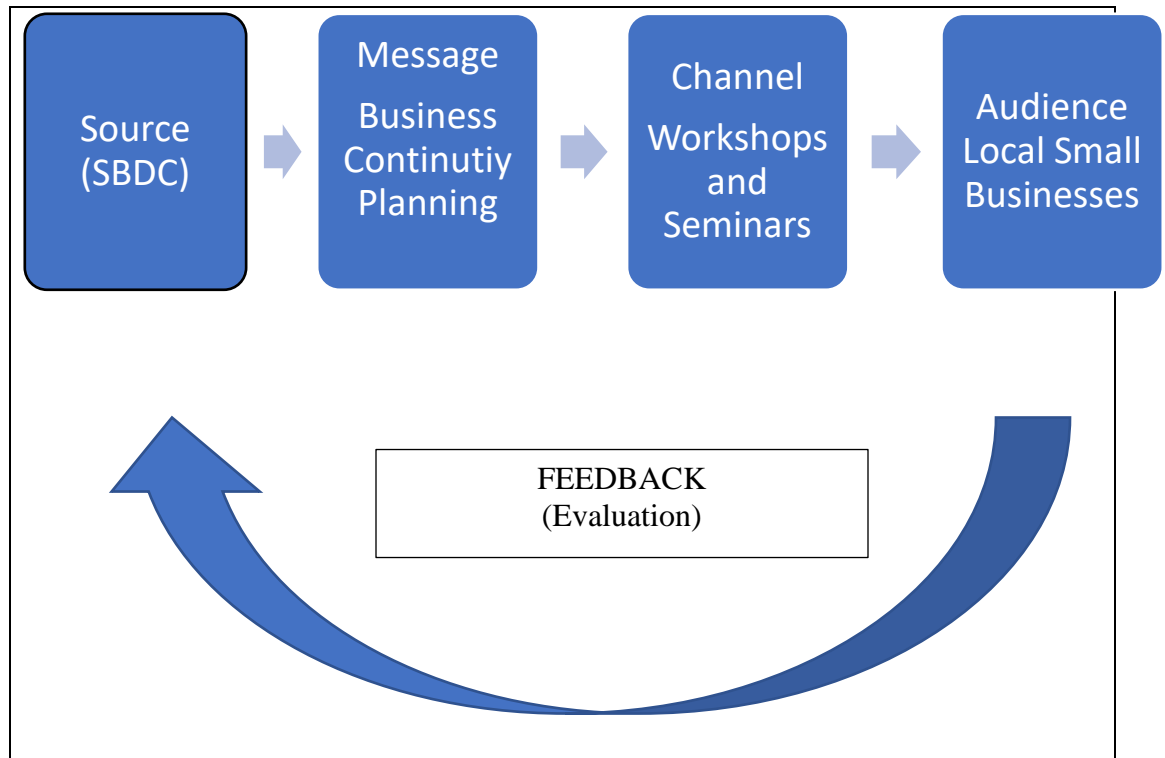 Source
(SBDC)
Message
Business
Continutiy
Planning
Channel
Workshops
and
Seminars
Audience
Local Small
Businesses
FEEDBACK
(Evaluation)